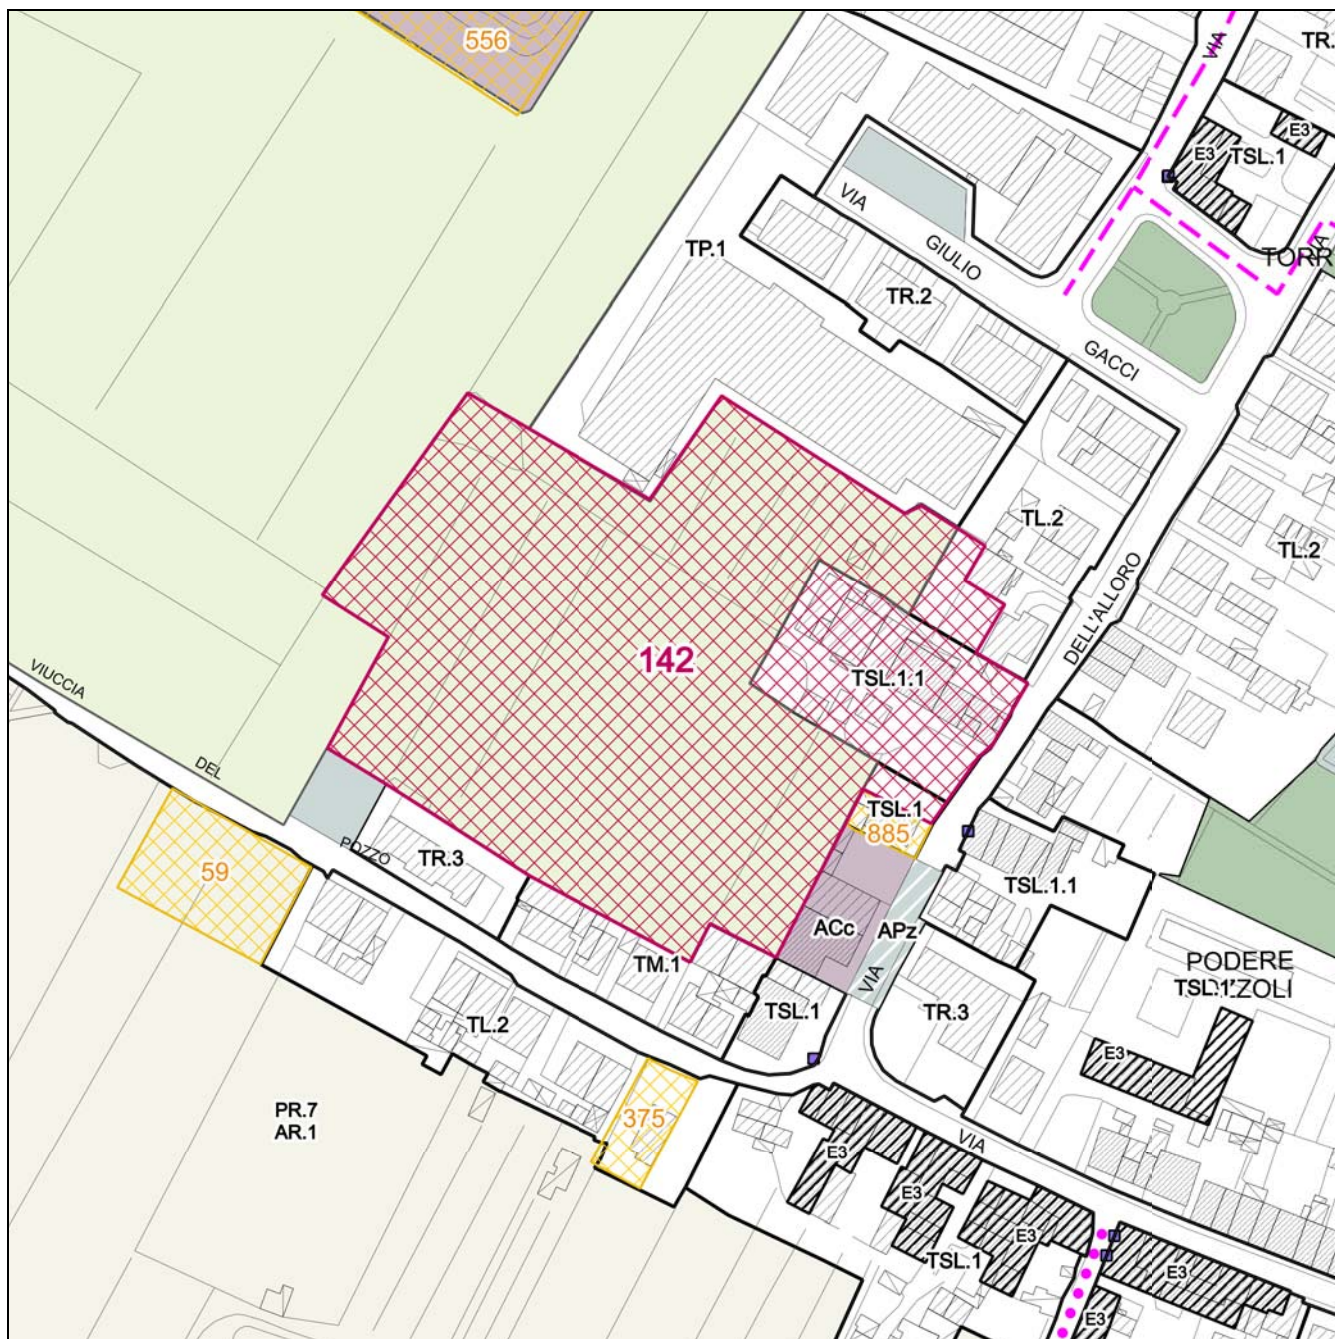 556
VIA
TR.
E3
E3
TSL.1
VIA
GIULIO
TP.1
TORR
TR.2
GACCI
TL.2
TL.2
DELL'ALLORO
142
TSL.1.1
VIUCCIA
DEL
TSL.1
885
POZZO
TR.3
59
TSL.1.1
ACc
APz
TM.1
VIA
PODERE
TSL.1
TSL.1
TR.3
TL.2
E3
PR.7
AR.1
375
VIA
E3
E3
E3
TSL.1
E3
E3